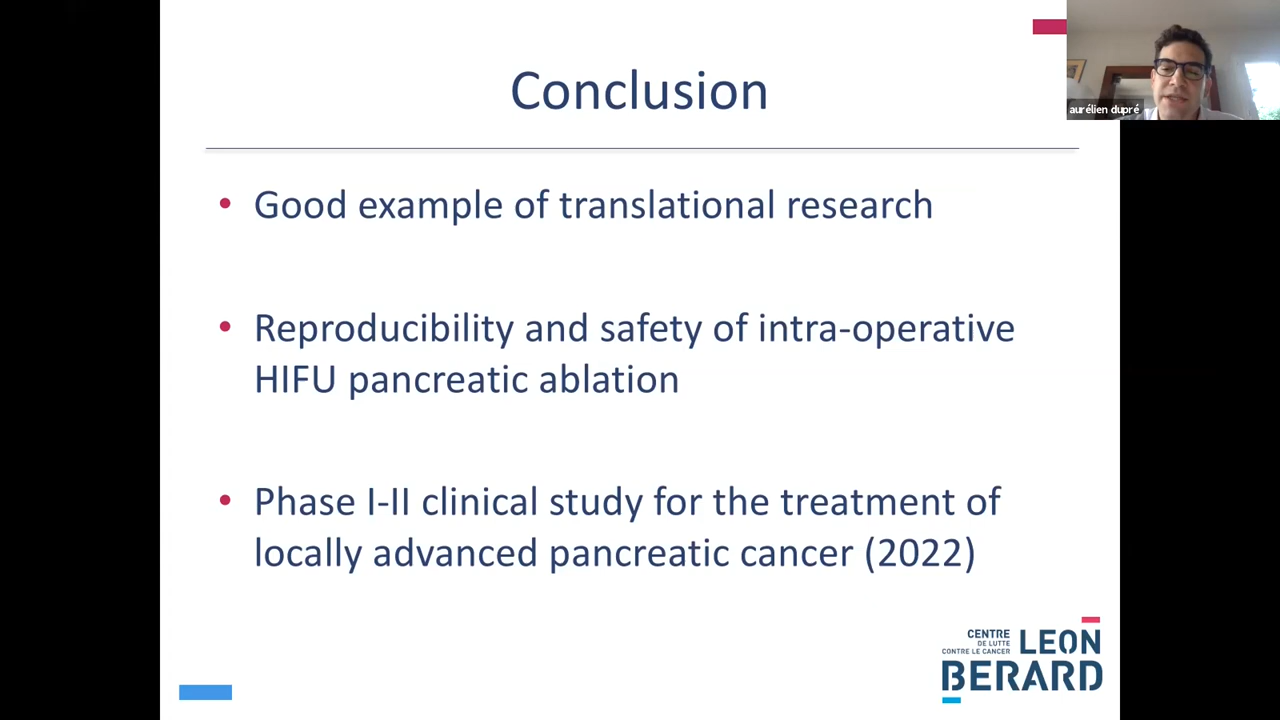 Conclusion
aurélien dupré
• Good example of translational research
• Reproducibility and safety of intra-operative
HIFU pancreatic ablation
• Phase I-II clinical study for the treatment of
locally advanced pancreatic cancer (2022)
CENTRE
DE LUTTE
CONTRE LE CANCER
LEON
BERARD